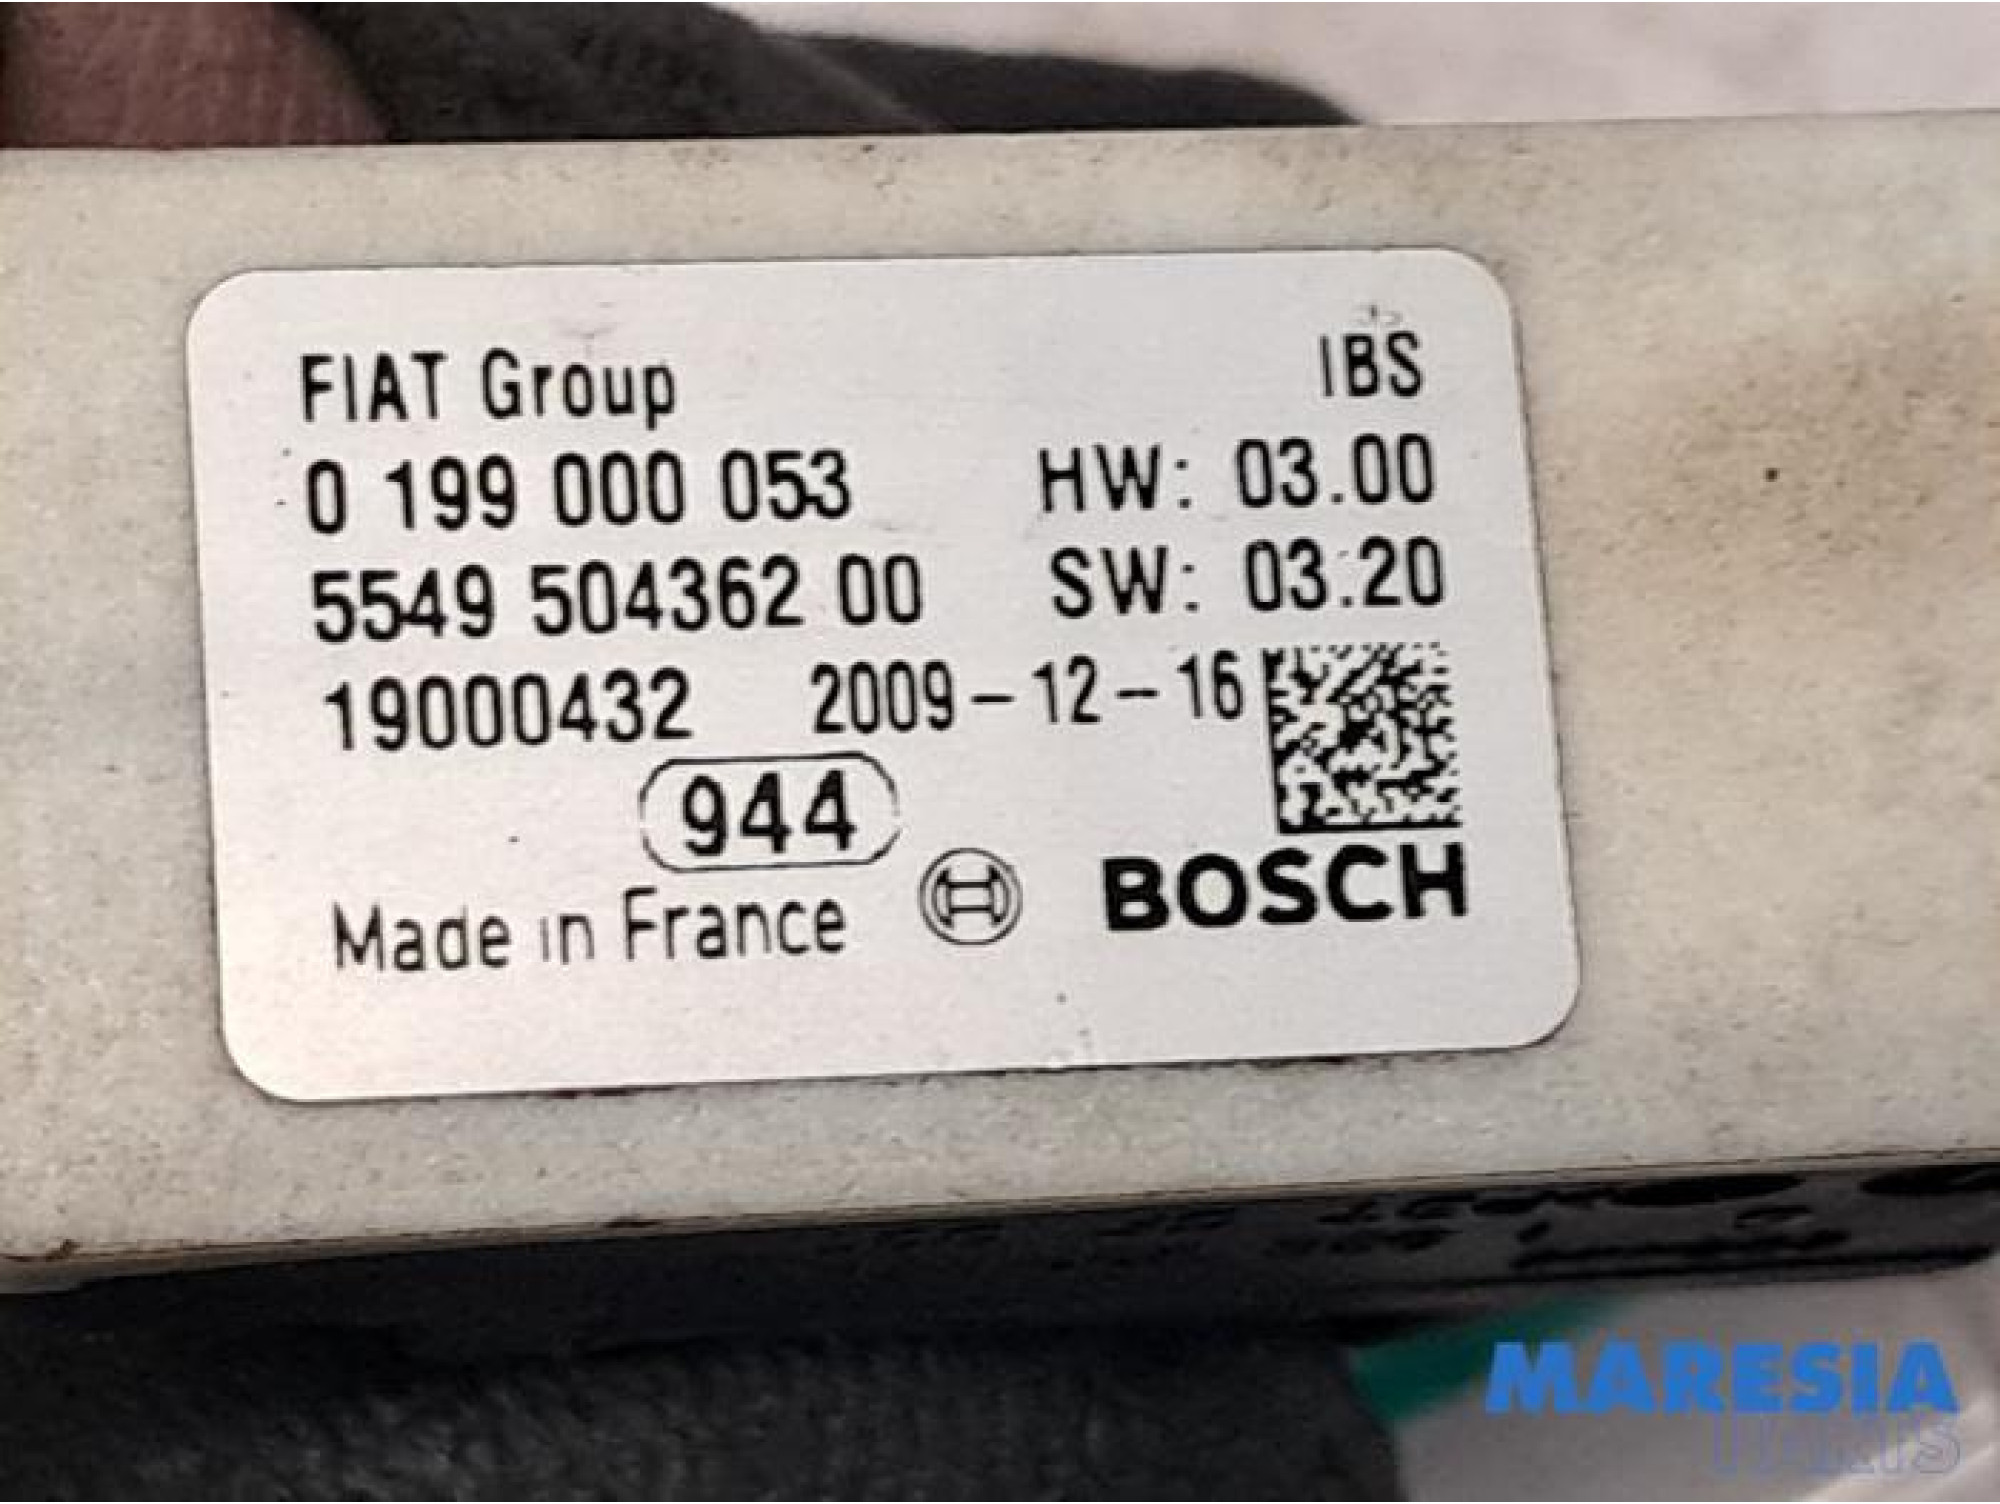 FIAT Group IBS
0 199 000 053 HW: 03.00
5549 504362 00 SW: 03.20
19000432 2009-12-16
944
Made in France BOSCH
MARESIA
PARTS